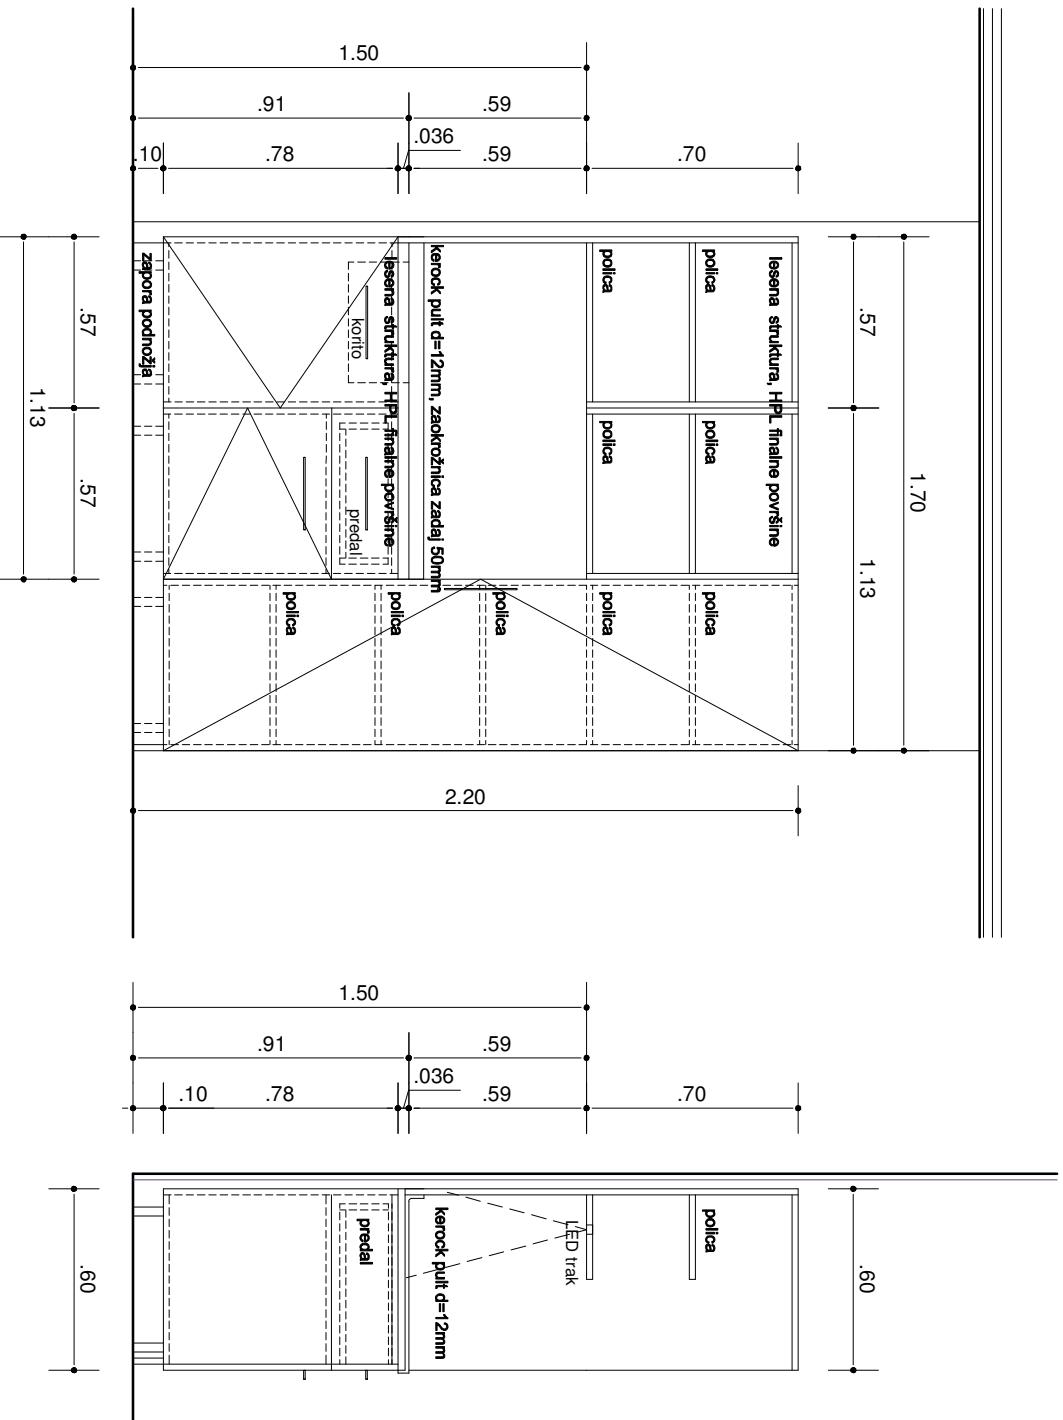 1.50
.91
.59
.036
.10
.78
.59
.70
zapora podnožja
korito
lesena struktura, HPL finalne površine
kerock pult d=12mm, zaokrožnica zadaj 50mm
polica
polica
lesena struktura, HPL finalne površine
.57
.57
1.13
.57
1.70
1.13
predal
polica
polica
polica
polica
polica
polica
polica
2.20
1.50
.91
.59
.036
.10
.78
.59
.70
predal
kerock pult d=12mm
LED trak
polica
.60
.60